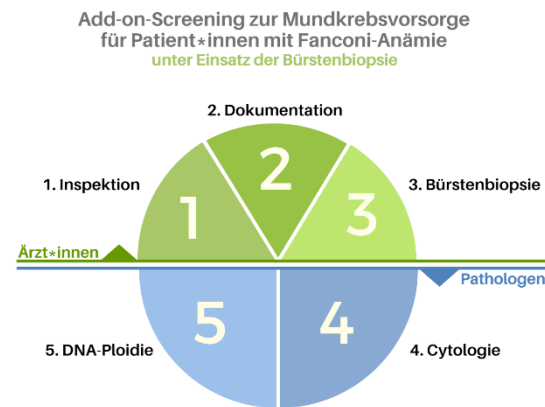 Add-on-Screening zur Mundkrebsvorsorge
für Patient*innen mit Fanconi-Anämie
unter Einsatz der Bürstenbiopsie
2. Dokumentation
1. Inspektion
3. Bürstenbiopsie
1
2
3
Ärzt*innen
Pathologen
5
4
5. DNA-Ploidie
4. Cytologie